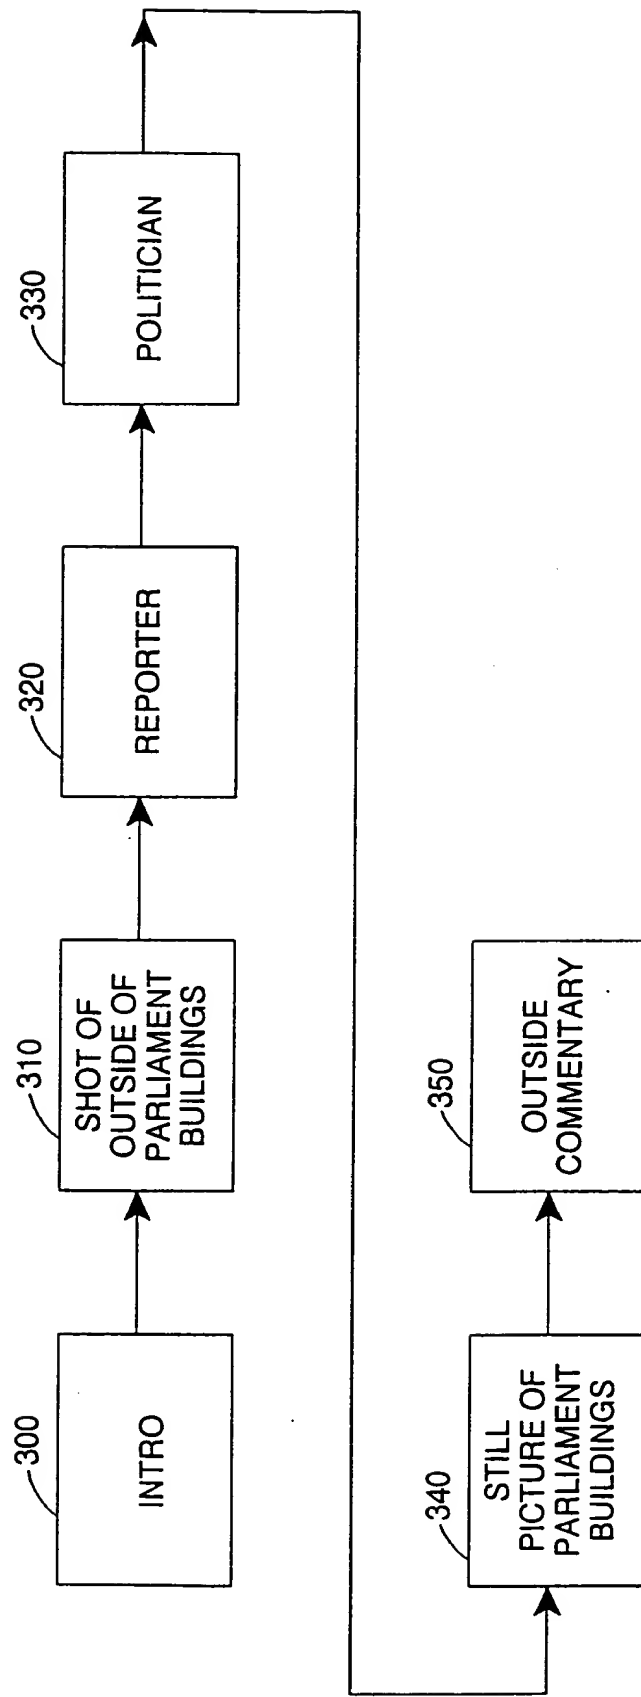 300
INTRO
310
SHOT OF
OUTSIDE OF
PARLIAMENT
BUILDINGS
320
REPORTER
330
POLITICIAN
340
STILL
PICTURE OF
PARLIAMENT
BUILDINGS
350
OUTSIDE
COMMENTARY